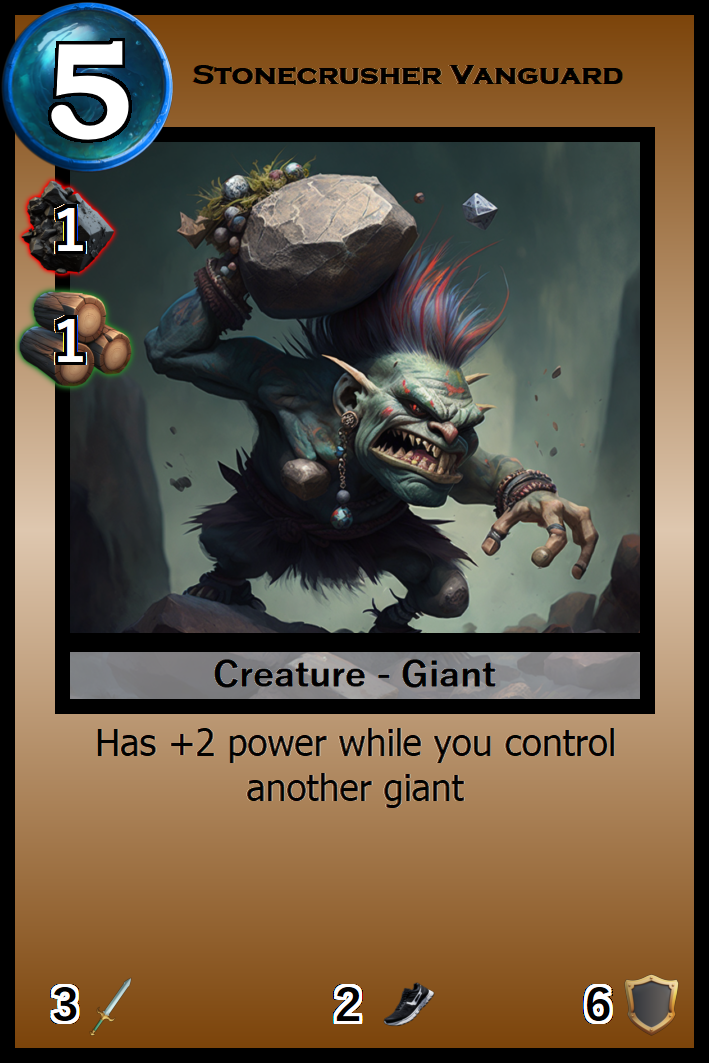 5
Stonecrusher Vanguard
1
1
Creature - Giant
Has +2 power while you control
another giant
3 2 6